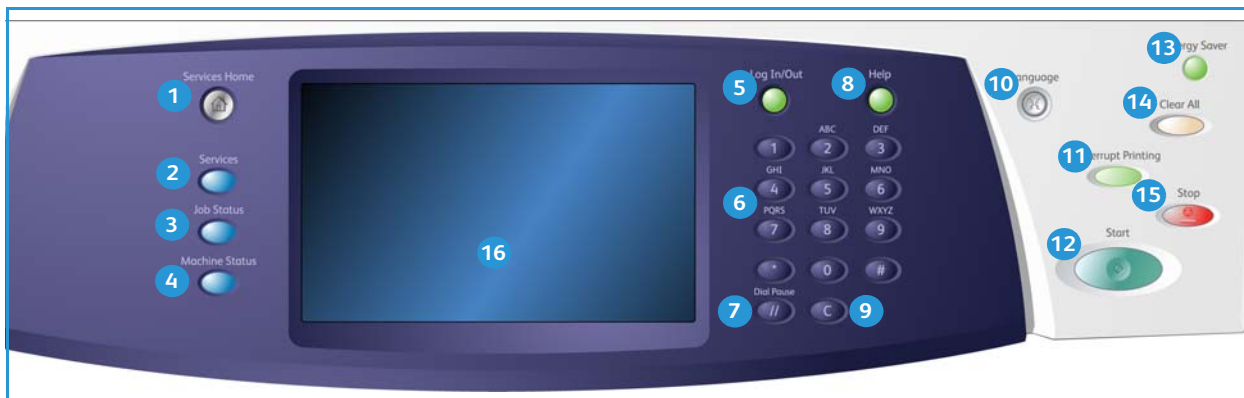 Services Home
1
Services
2
Job Status
3
Machine Status
4
16
Log In/Out
5
Help
8
1
ABC
2
DEF
3
GHI
4
JKL
5
MNO
6
6
PQRS
7
TUV
8
WXYZ
9
*
0
#
Dial Pause
7
//
C
9
10
anguage
13
ergy Saver
14
Clear All
11
errupt Printing
15
Stop
12
Start